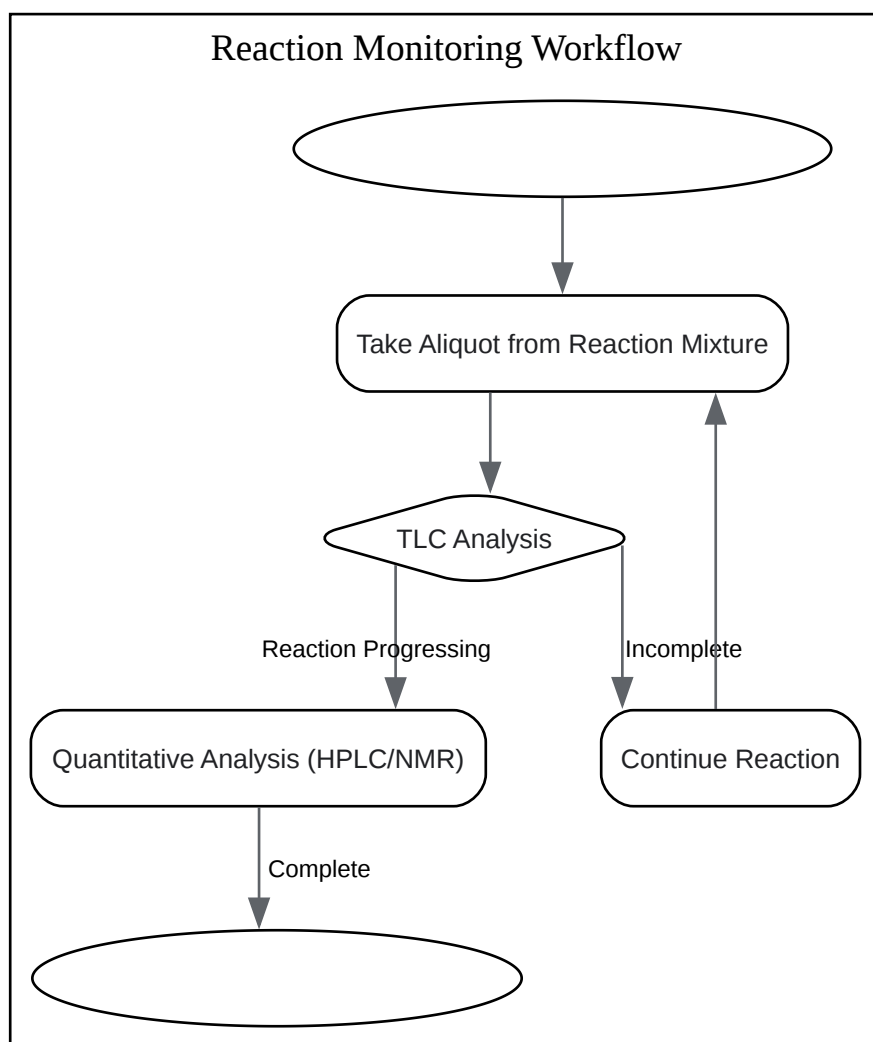 Reaction Monitoring Workflow
Take Aliquot from Reaction Mixture
TLC Analysis
Reaction Progressing
Incomplete
Quantitative Analysis (HPLC/NMR)
Continue Reaction
Complete